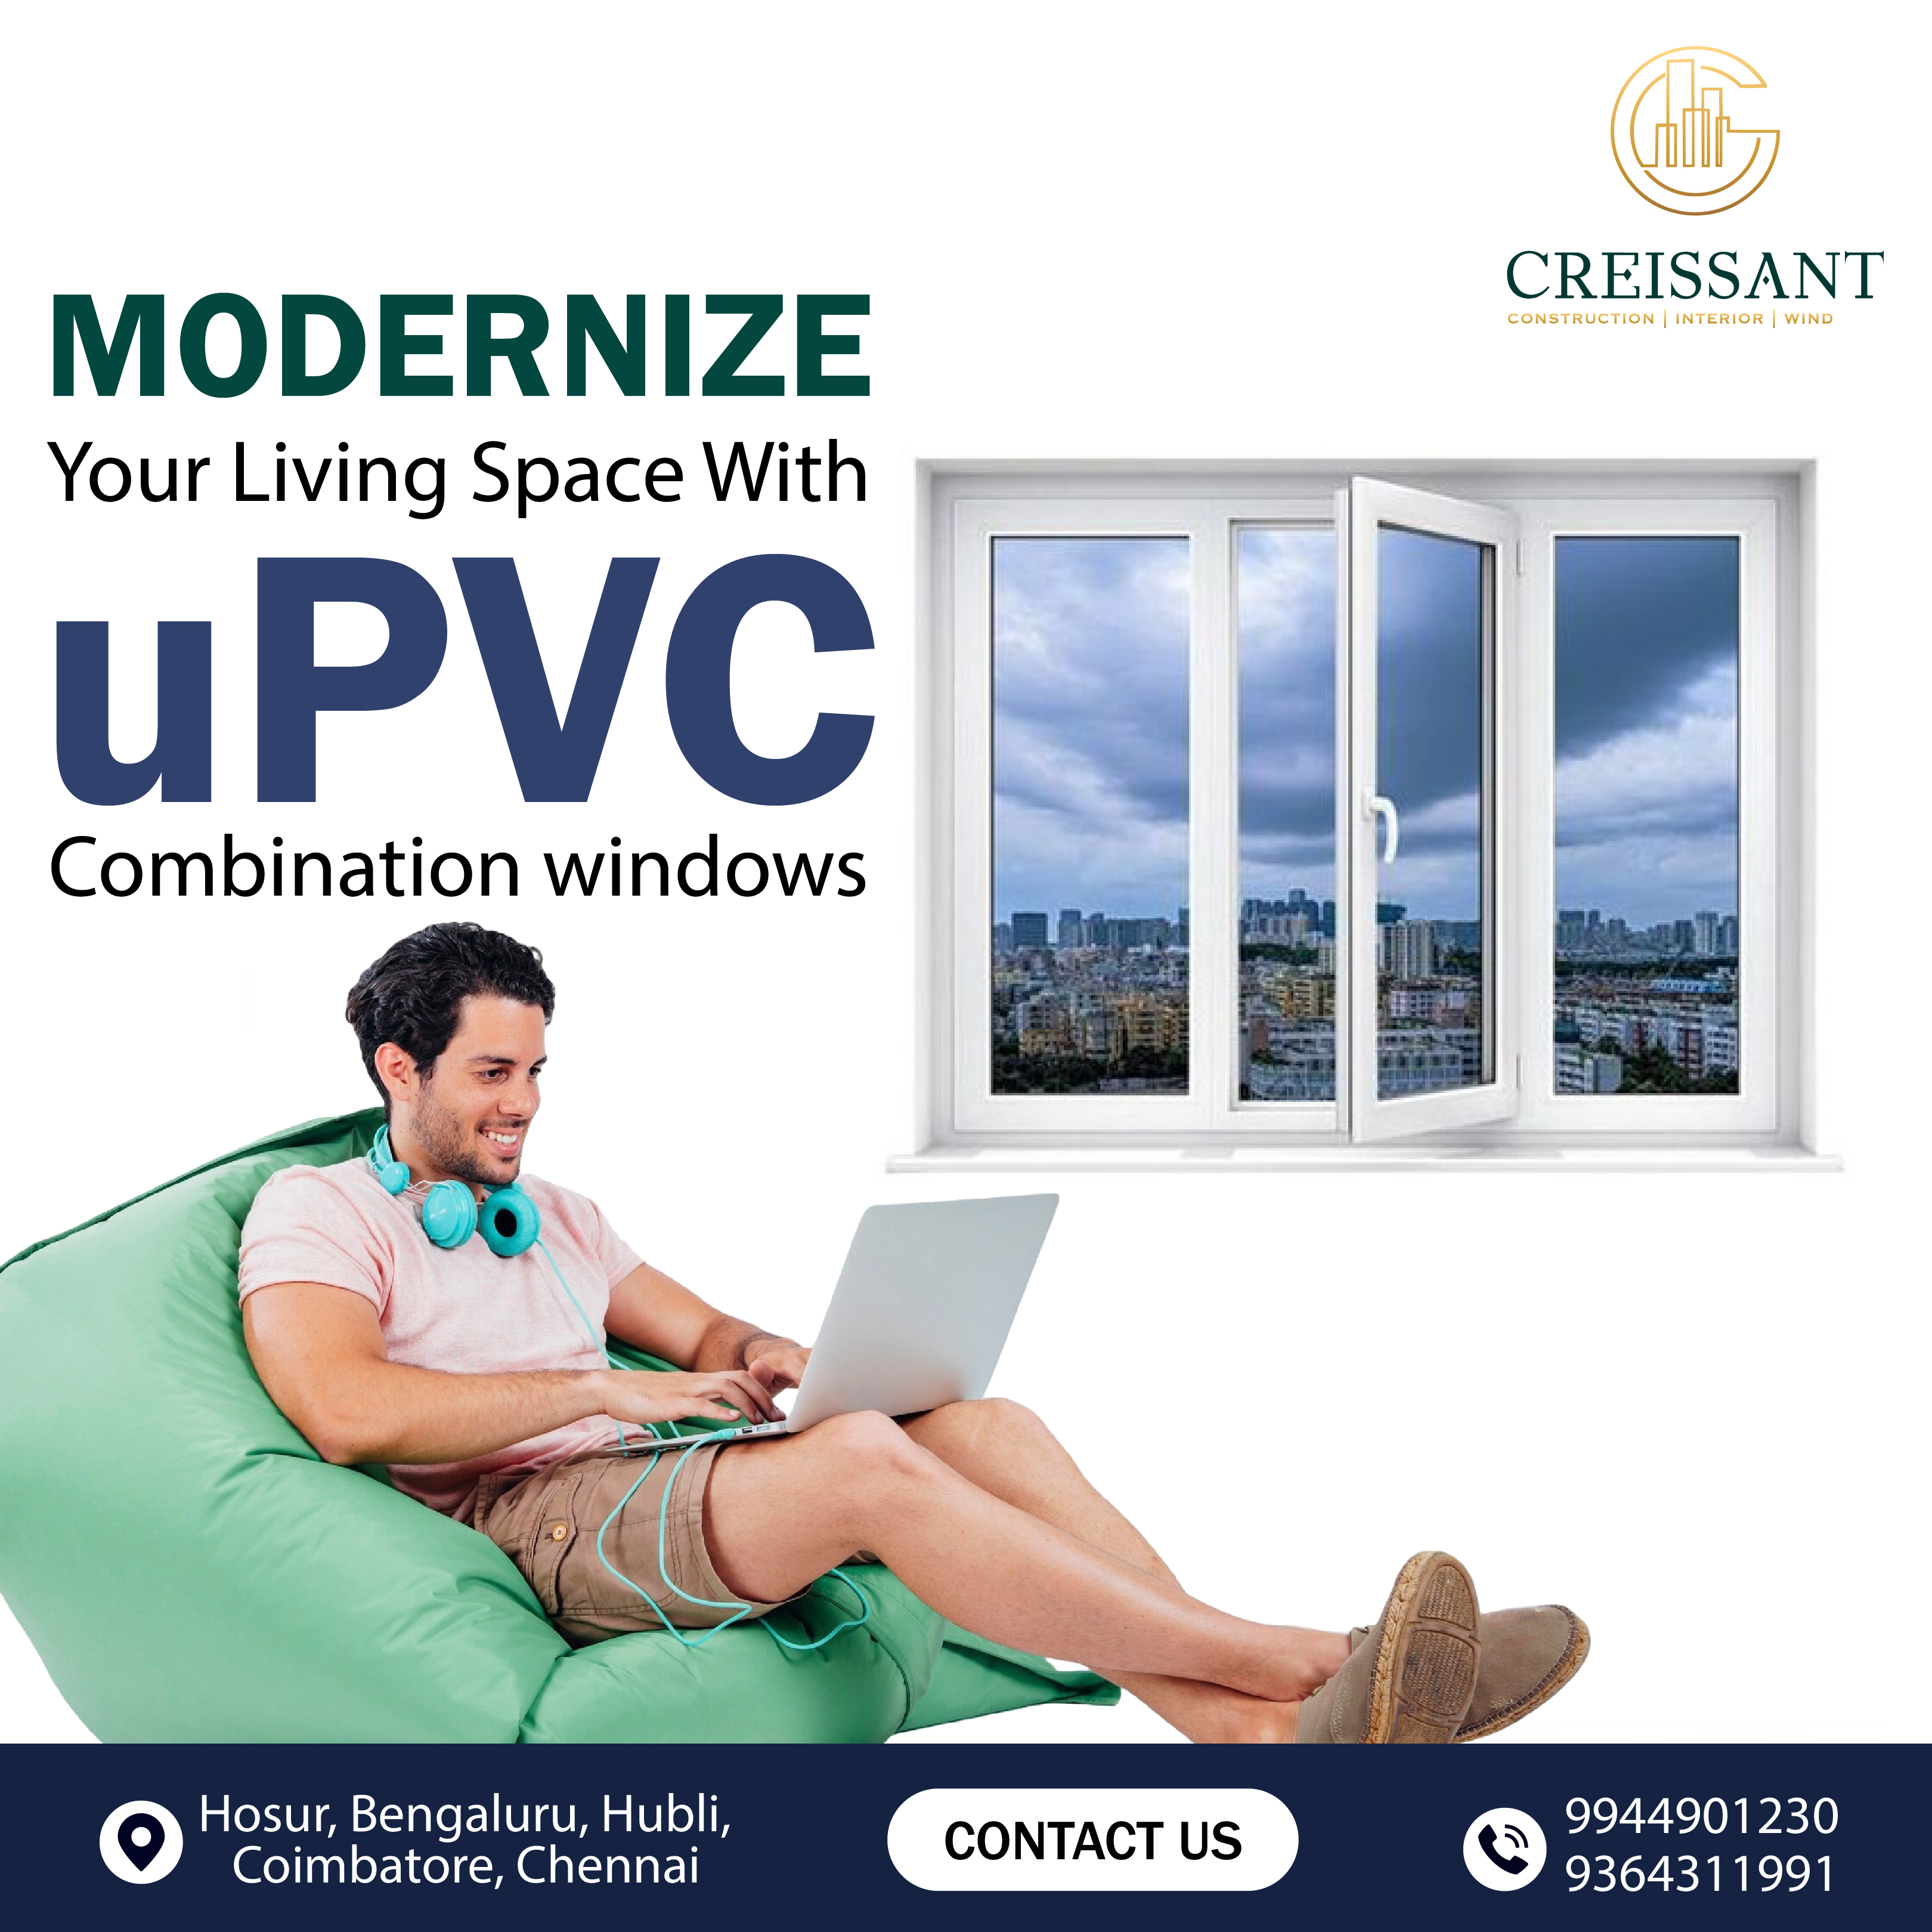 CREISSANT
CONSTRUCTION | INTERIOR | WIND
MODERNIZE
Your Living Space With
uPVC
Combination windows
Hosur, Bengaluru, Hubli,
Coimbatore, Chennai
CONTACT US
9944901230
9364311991